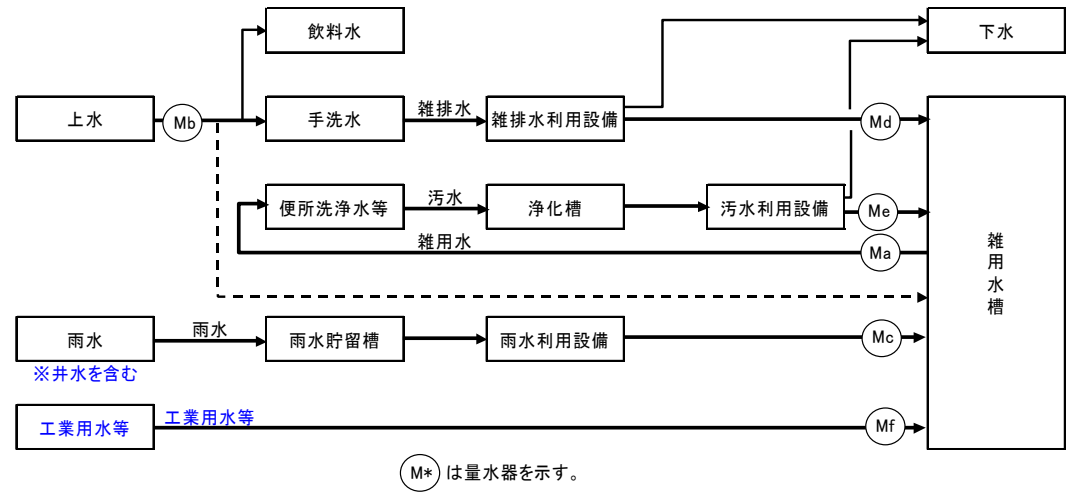 飲料水
下水
上水
Mb
手洗水
雑排水
雑排水利用設備
Md
便所洗浄水等
汚水
浄化槽
汚水利用設備
Me
雑用水
Ma
雑用水槽
雨水
雨水
雨水貯留槽
雨水利用設備
Mc
※井水を含む
工業用水等
工業用水等
Mf
M* は量水器を示す。